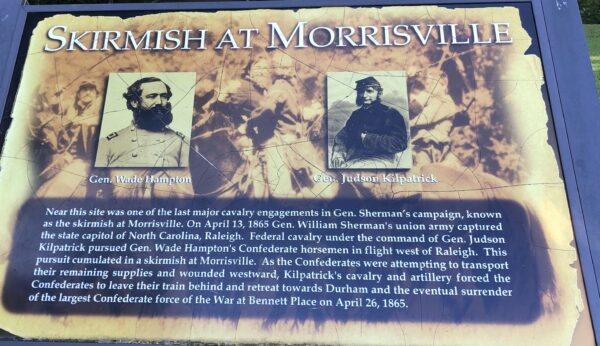 SKIRMISH AT MORRISVILLE
Gen. Wade Hampton
Gen. Judson Kilpatrick
Near this site was one of the last major cavalry engagements in Gen. Sherman's campaign, known
as the skirmish at Morisville. On April 13, 1865 Gen. William Sherman's union army captured
the state capitol of North Carolina, Raleigh. Federal cavalry under the command of Gen. Judson
Kilpatrick pursued Gen. Wade Hampton's Confederate horsemen in flight west of Raleigh. This
pursuit cumulated in a skirmish at Morrisville. As the Confederates were attempting to transport
their remaining supplies and wounded westward, Kilpatrick's cavalry and artillery forced the
Confederates to leave their train behind and retreat towards Durham and the eventual surrender
of the largest Confederate force of the War at Bennett Place on April 26, 1865.